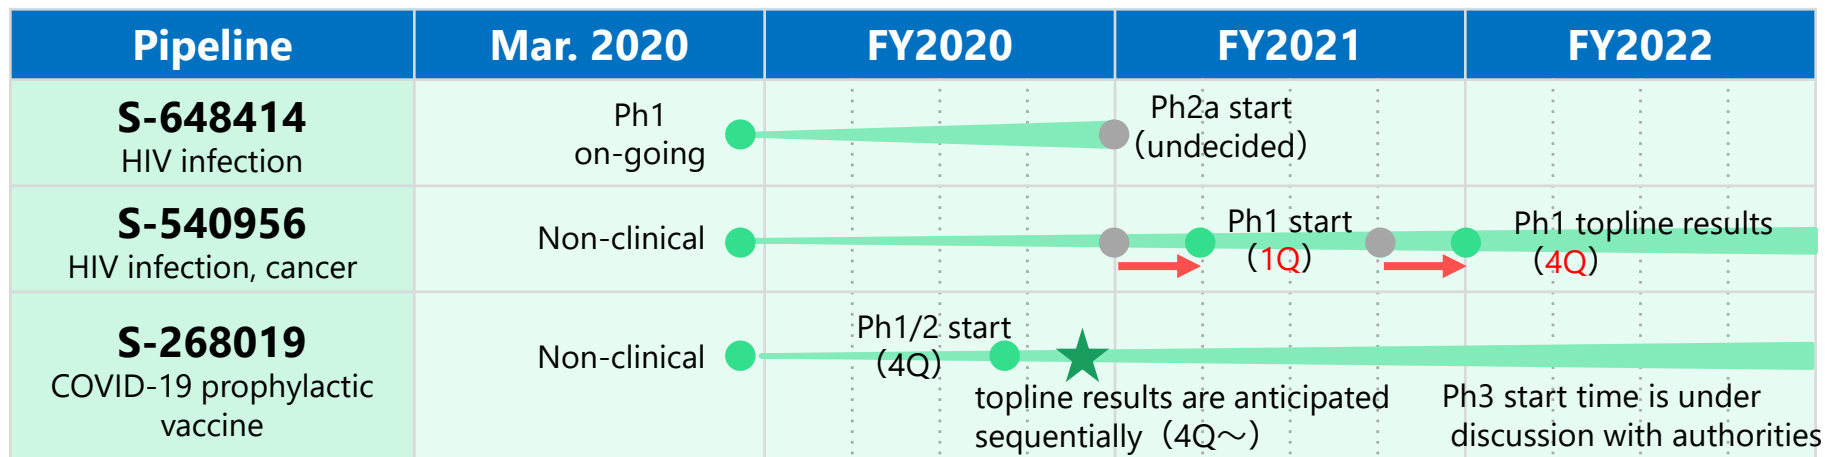 Pipeline
Mar. 2020
FY2020
FY2021
FY2022
S-648414
HIV infection
Ph1
on-going
Ph2a start
（undecided）
S-540956
HIV infection, cancer
Non-clinical
Ph1 start
（1Q）
Ph1 topline results
（4Q）
S-268019
COVID-19 prophylactic
vaccine
Non-clinical
Ph1/2 start
（4Q）
topline results are anticipated
sequentially（4Q～）
Ph3 start time is under
discussion with authorities